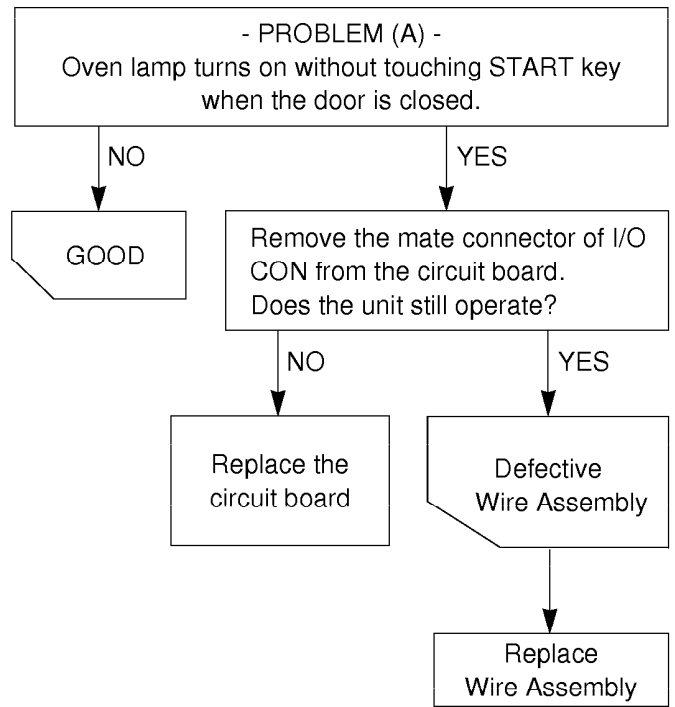 - PROBLEM (A) -
Oven lamp turns on without touching START key
when the door is closed.
NO
YES
GOOD
Remove the mate connector of I/O
CON from the circuit board.
Does the unit still operate?
NO
YES
Replace the
circuit board
Defective
Wire Assembly
Replace
Wire Assembly